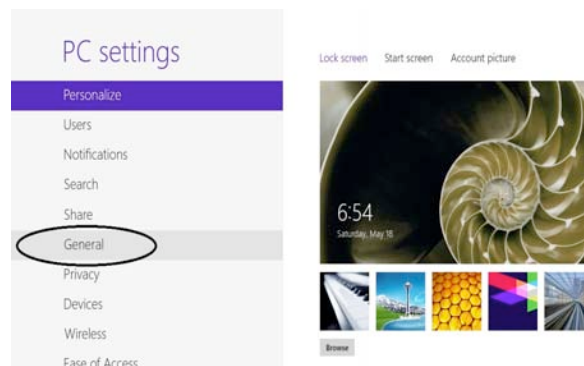 PC settings
Personalize
Users
Notifications
Search
Share
General
Privacy
Devices
Wireless
Ease of Access
Lock screen Start screen Account picture
6:54
Saturday, May 18
Browse